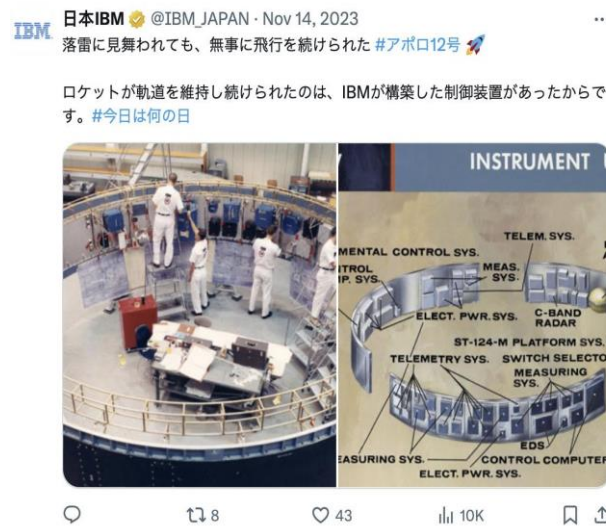 日本IBM @IBM_JAPAN · Nov 14, 2023
IBM
落雷に見舞われても、無事に飛行を続けられた #アポロ12号 🚀
ロケットが軌道を維持し続けられたのは、IBMが構築した制御装置があったからで
す。#今日は何の日
INSTRUMENT
TELEM. SYS.
MENTAL CONTROL SYS.
MEAS.
SYS.
TROL
P. SYS.
ELECT. PWR. SYS.
C-BAND
RADAR
ST-124-M PLATFORM SYS.
TELEMETRY SYS. SWITCH SELECTO
MEASURING
SYS.
EASURING SYS.
EDS
CONTROL COMPUTER
ELECT. PWR. SYS.
8 43 10K